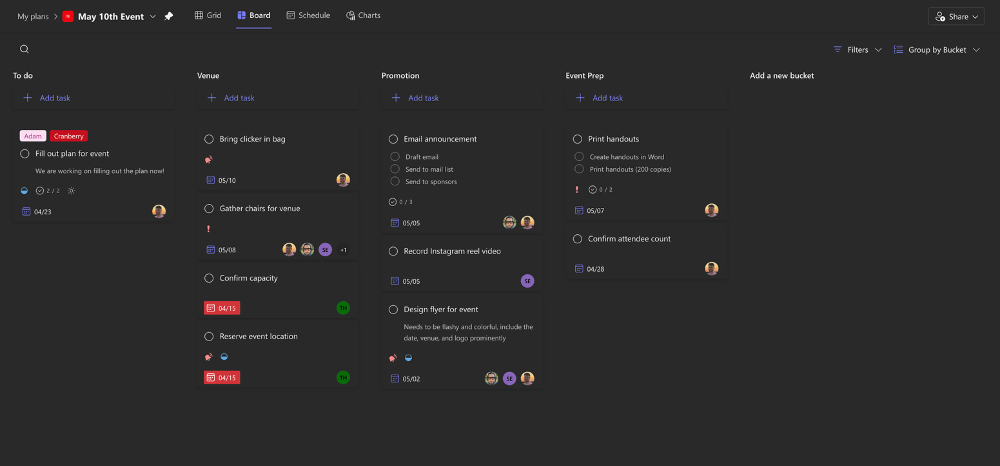 My plans
TE
May 10th Event
Grid
Board
Schedule
Charts
Share
Filters
Group by Bucket
To do
Add task
Adam
Cranberry
Fill out plan for event
We are working on filling out the plan now!
2 / 2
04/23
Venue
Add task
Bring clicker in bag
05/10
Gather chairs for venue
05/08
SE
+1
Confirm capacity
04/15
TH
Reserve event location
04/15
TH
Promotion
Add task
Email announcement
Draft email
Send to mail list
Send to sponsors
0 / 3
05/05
Record Instagram reel video
05/05
SE
Design flyer for event
Needs to be flashy and colorful, include the
date, venue, and logo prominently
05/02
SE
Event Prep
Add task
Print handouts
Create handouts in Word
Print handouts (200 copies)
0 / 2
05/07
Confirm attendee count
04/28
Add a new bucket